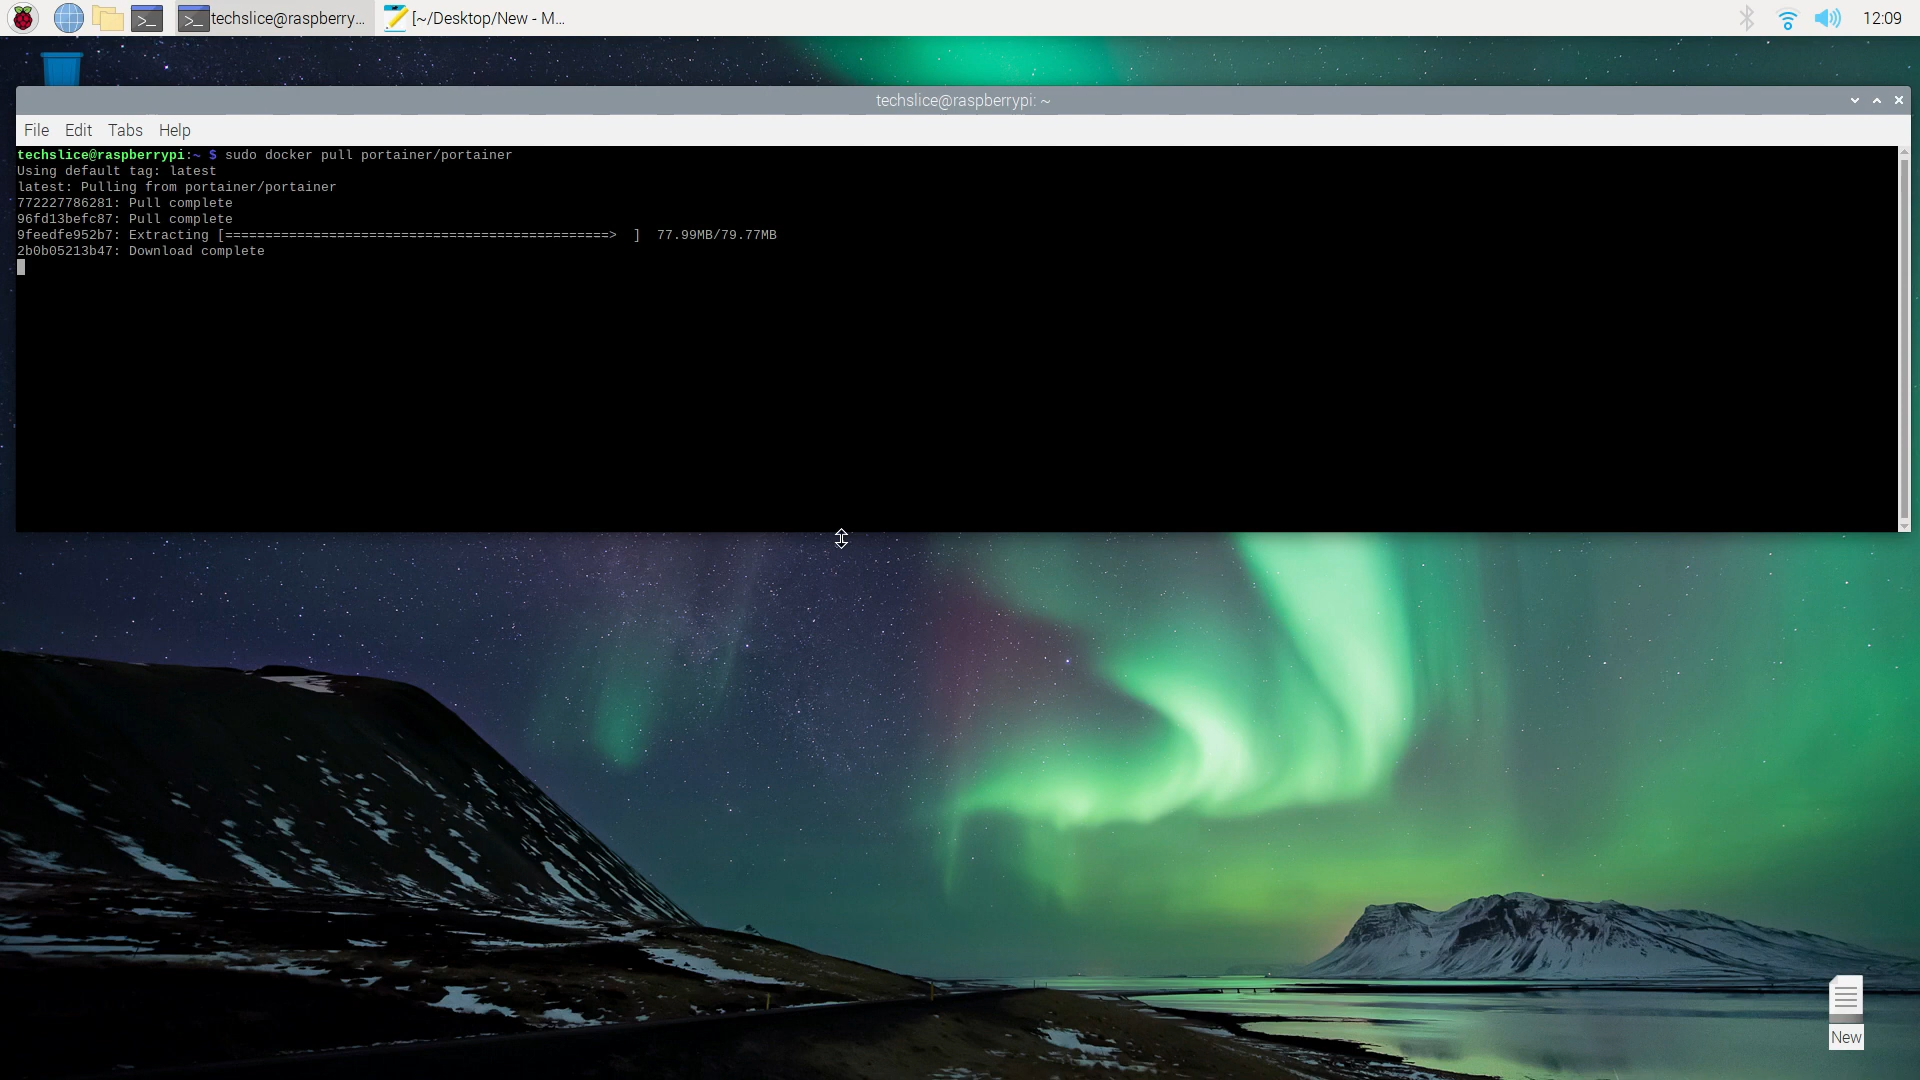 techslice@raspberry...
[~/Desktop/New - M...
12:09
techslice@raspberrypi: ~
File Edit Tabs Help
techslice@raspberrypi:~ $ sudo docker pull portainer/portainer
Using default tag: latest
latest: Pulling from portainer/portainer
772227786281: Pull complete
96fd13befc87: Pull complete
9feedfe952b7: Extracting [================================================>  ]  77.99MB/79.77MB
2b0b05213b47: Download complete
New